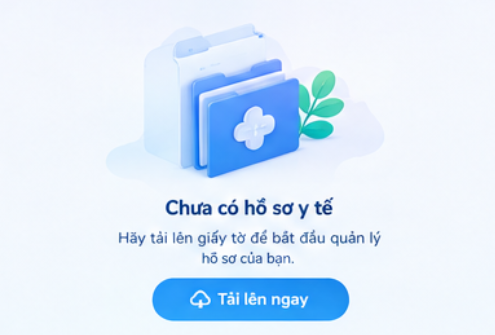 Chưa có hồ sơ y tế
Hãy tải lên giấy tờ để bắt đầu quản lý
hồ sơ của bạn.
Tải lên ngay